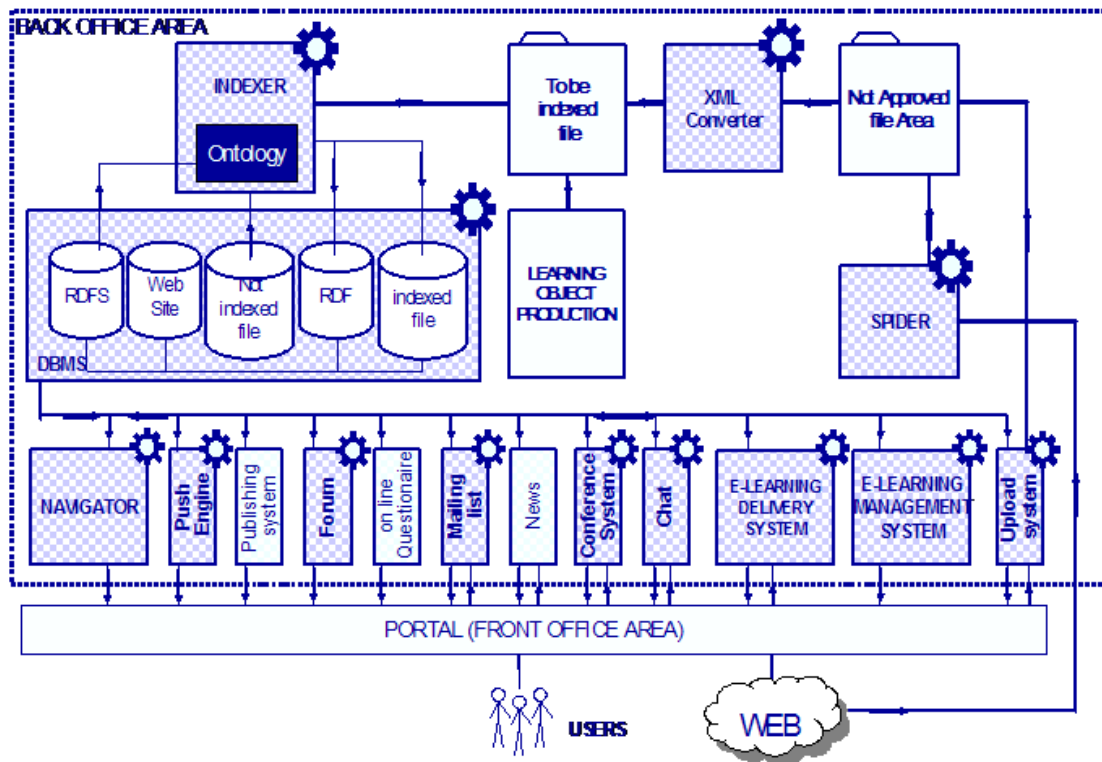 BACK OFFICE AREA
INDEXER
Ontology
To be
indexed
file
XML
Converter
Not Approved
file Area
RDFS
Web
Site
Not
indexed
file
RDF
indexed
file
DBMS
LEARNING
OBJECT
PRODUCTION
SPIDER
NAVIGATOR
Push
Engine
Publishing
system
Forum
on line
Questionaire
Mailing
list
News
Conference
System
Chat
E-LEARNING
DELIVERY
SYSTEM
E-LEARNING
MANAGEMENT
SYSTEM
Upload
system
PORTAL (FRONT OFFICE AREA)
USERS
WEB